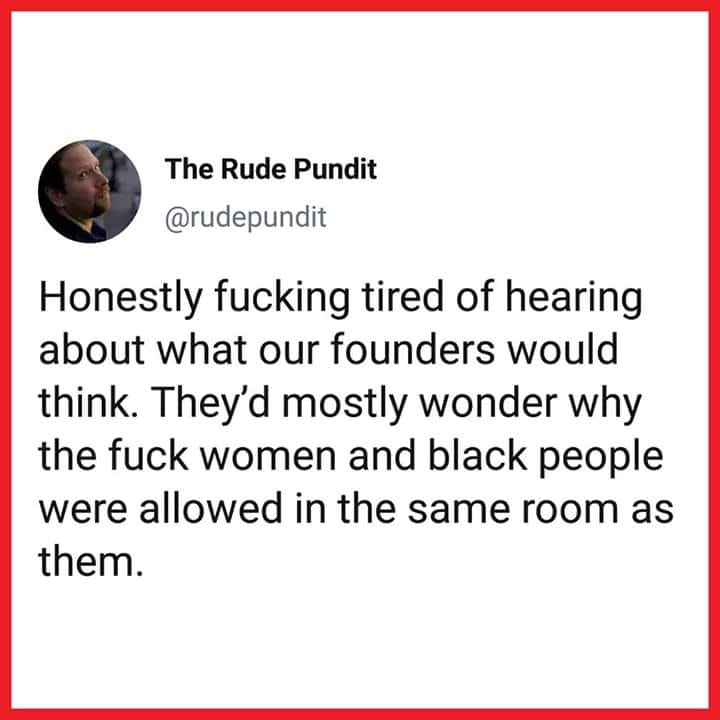 The Rude Pundit
@rudepundit
Honestly fucking tired of hearing
about what our founders would
think. They’d mostly wonder why
the fuck women and black people
were allowed in the same room as
them.